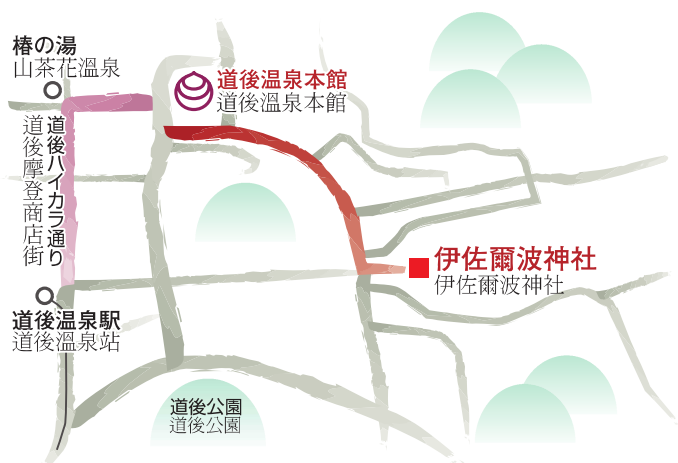 椿の湯
山茶花溫泉
道後温泉本館
道後溫泉本館
道後ハイカラ通り
道後摩登商店街
伊佐爾波神社
伊佐爾波神社
道後温泉駅
道後溫泉站
道後公園
道後公園